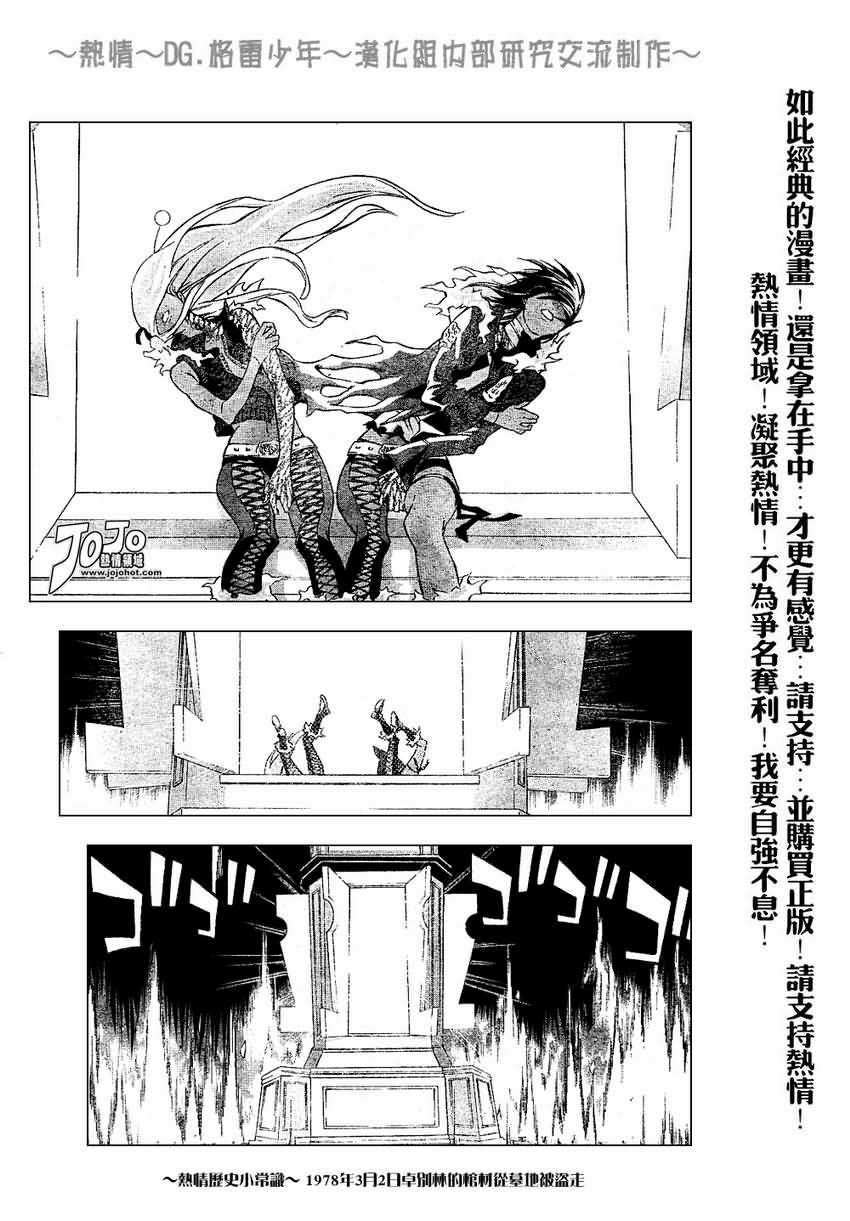 ～熱情～DG.格雷少年～漢化組內部研究交流制作～
如此經典的漫畫！還是拿在手中…才更有感覺…請支持…並購買正版！請支持熱情！
熱情領域！凝聚熱情！不為爭名奪利！我要自強不息！
JOJO
熱情領域
www.jojohot.com
ゴゴ
ゴゴ
～熱情歷史小常識～ 1978年3月2日卓別林的棺材從墓地被盜走